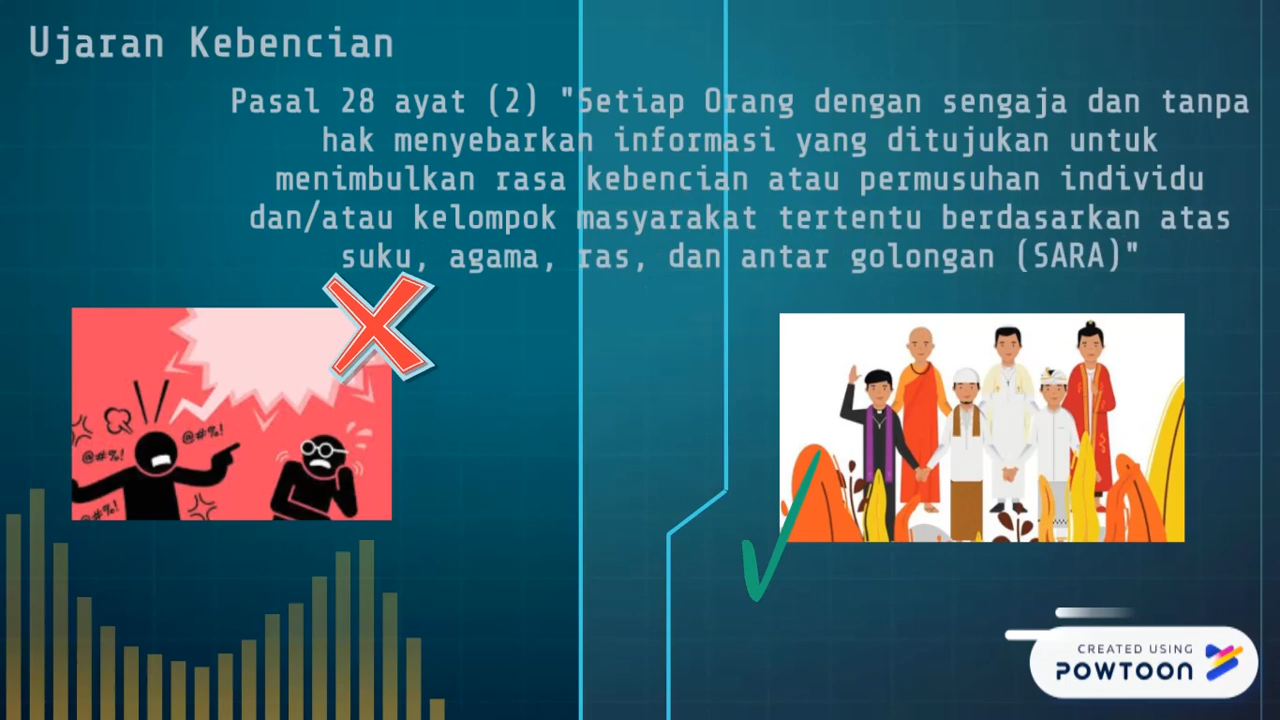 Ujaran Kebencian
Pasal 28 ayat (2) "Setiap Orang dengan sengaja dan tanpa
hak menyebarkan informasi yang ditujukan untuk
menimbulkan rasa kebencian atau permusuhan individu
dan/atau kelompok masyarakat tertentu berdasarkan atas
suku, agama, ras, dan antar golongan (SARA)"
@#%!
@#%!
@#%!
CREATED USING
POWTOON